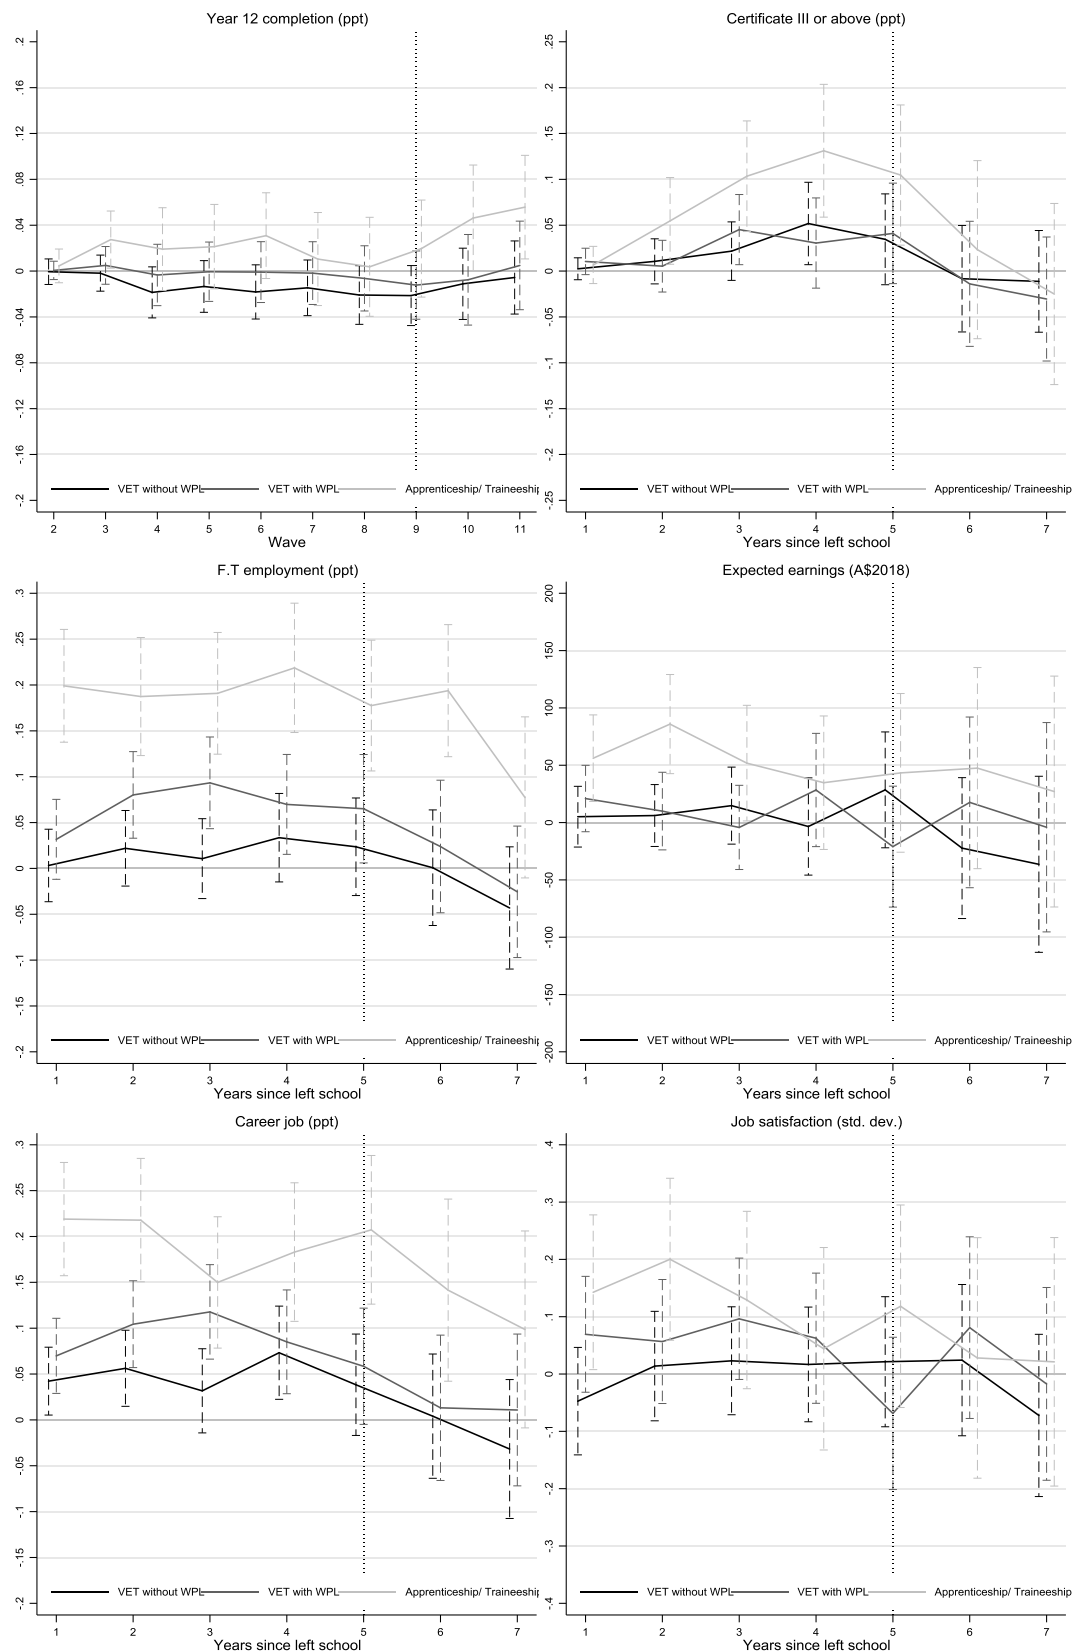 Year 12 completion (ppt)
.2
.16
.12
.08
.04
0
-.04
-.08
-.12
-.16
-.2
VET without WPL VET with WPL Apprenticeship/ Traineeship
2 3 4 5 6 7 8 9 10 11
Wave
Certificate III or above (ppt)
.25
.2
.15
.1
.05
0
-.05
-.1
-.15
-.2
-.25
VET without WPL VET with WPL Apprenticeship/ Traineeship
1 2 3 4 5 6 7
Years since left school
F.T employment (ppt)
.3
.25
.2
.15
.1
.05
0
-.05
-.1
-.15
-.2
VET without WPL VET with WPL Apprenticeship/ Traineeship
1 2 3 4 5 6 7
Years since left school
Expected earnings (A$2018)
200
150
100
50
0
-50
-100
-150
-200
VET without WPL VET with WPL Apprenticeship/ Traineeship
1 2 3 4 5 6 7
Years since left school
Career job (ppt)
.3
.25
.2
.15
.1
.05
0
-.05
-.1
-.15
-.2
VET without WPL VET with WPL Apprenticeship/ Traineeship
1 2 3 4 5 6 7
Years since left school
Job satisfaction (std. dev.)
.4
.3
.2
.1
0
-.1
-.2
-.3
-.4
VET without WPL VET with WPL Apprenticeship/ Traineeship
1 2 3 4 5 6 7
Years since left school